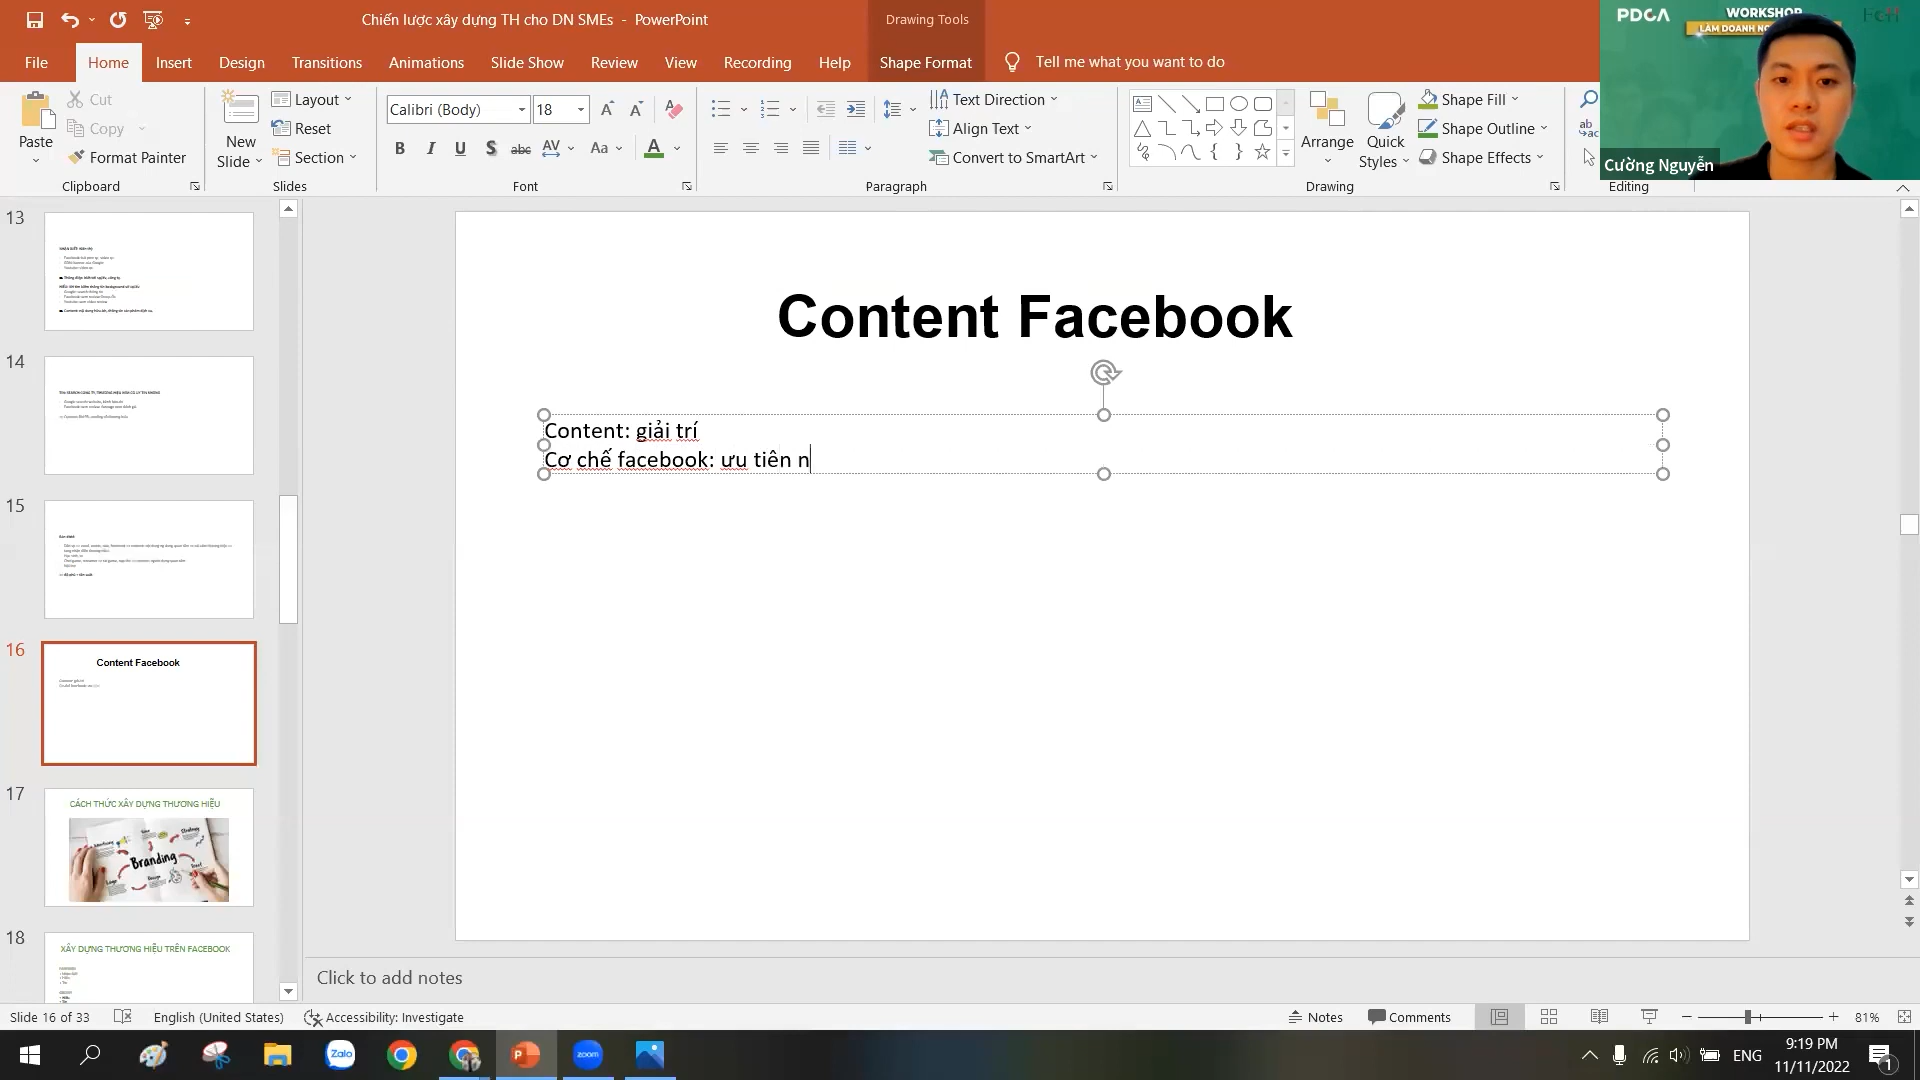 Chiến lược xây dựng TH cho DN SMEs - PowerPoint
Drawing Tools
PDCA
WORKSHOP
File
Home
Insert
Design
Transitions
Animations
Slide Show
Review
View
Recording
Help
Shape Format
Tell me what you want to do
Cut
Copy
Format Painter
Paste
Clipboard
New
Slide
Layout
Reset
Section
Slides
Calibri (Body)
18
Font
Text Direction
Align Text
Convert to SmartArt
Paragraph
Arrange
Quick
Styles
Shape Fill
Shape Outline
Shape Effects
Drawing
Editing
Cường Nguyễn
13
14
15
16
Content Facebook
17
CÁCH THỨC XÂY DỰNG THƯƠNG HIỆU
Branding
18
XÂY DỰNG THƯƠNG HIỆU TRÊN FACEBOOK
Content Facebook
Content: giải trí
Cơ chế facebook: ưu tiên n
Click to add notes
Slide 16 of 33
English (United States)
Accessibility: Investigate
Notes
Comments
81%
Zalo
zoom
ENG
9:19 PM
11/11/2022
1